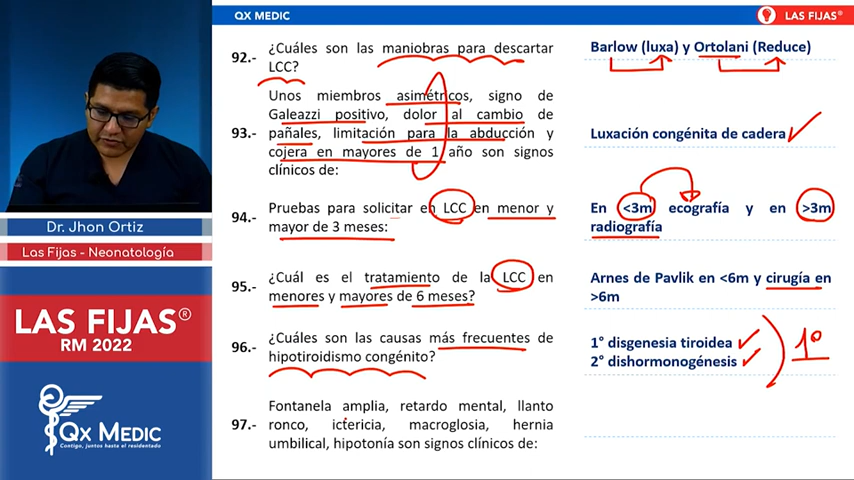 QX MEDIC
LAS FIJAS®
92.-
¿Cuáles son las maniobras para descartar
LCC?
Barlow (luxa) y Ortolani (Reduce)
93.-
Unos miembros asimétricos, signo de
Galeazzi positivo, dolor al cambio de
pañales, limitación para la abducción y
cojera en mayores de 1 año son signos
clínicos de:
Luxación congénita de cadera
94.-
Pruebas para solicitar en LCC en menor y
mayor de 3 meses:
En <3m ecografía y en >3m
radiografía
95.-
¿Cuál es el tratamiento de la LCC en
menores y mayores de 6 meses?
Arnes de Pavlik en <6m y cirugía en
>6m
96.-
¿Cuáles son las causas más frecuentes de
hipotiroidismo congénito?
1° disgenesia tiroidea
2° dishormonogénesis
1°
97.-
Fontanela amplia, retardo mental, llanto
ronco, ictericia, macroglosia, hernia
umbilical, hipotonía son signos clínicos de:
Dr. Jhon Ortiz
Las Fijas - Neonatología
LAS FIJAS®
RM 2022
QX MEDIC
Contigo, juntos hasta el residentado